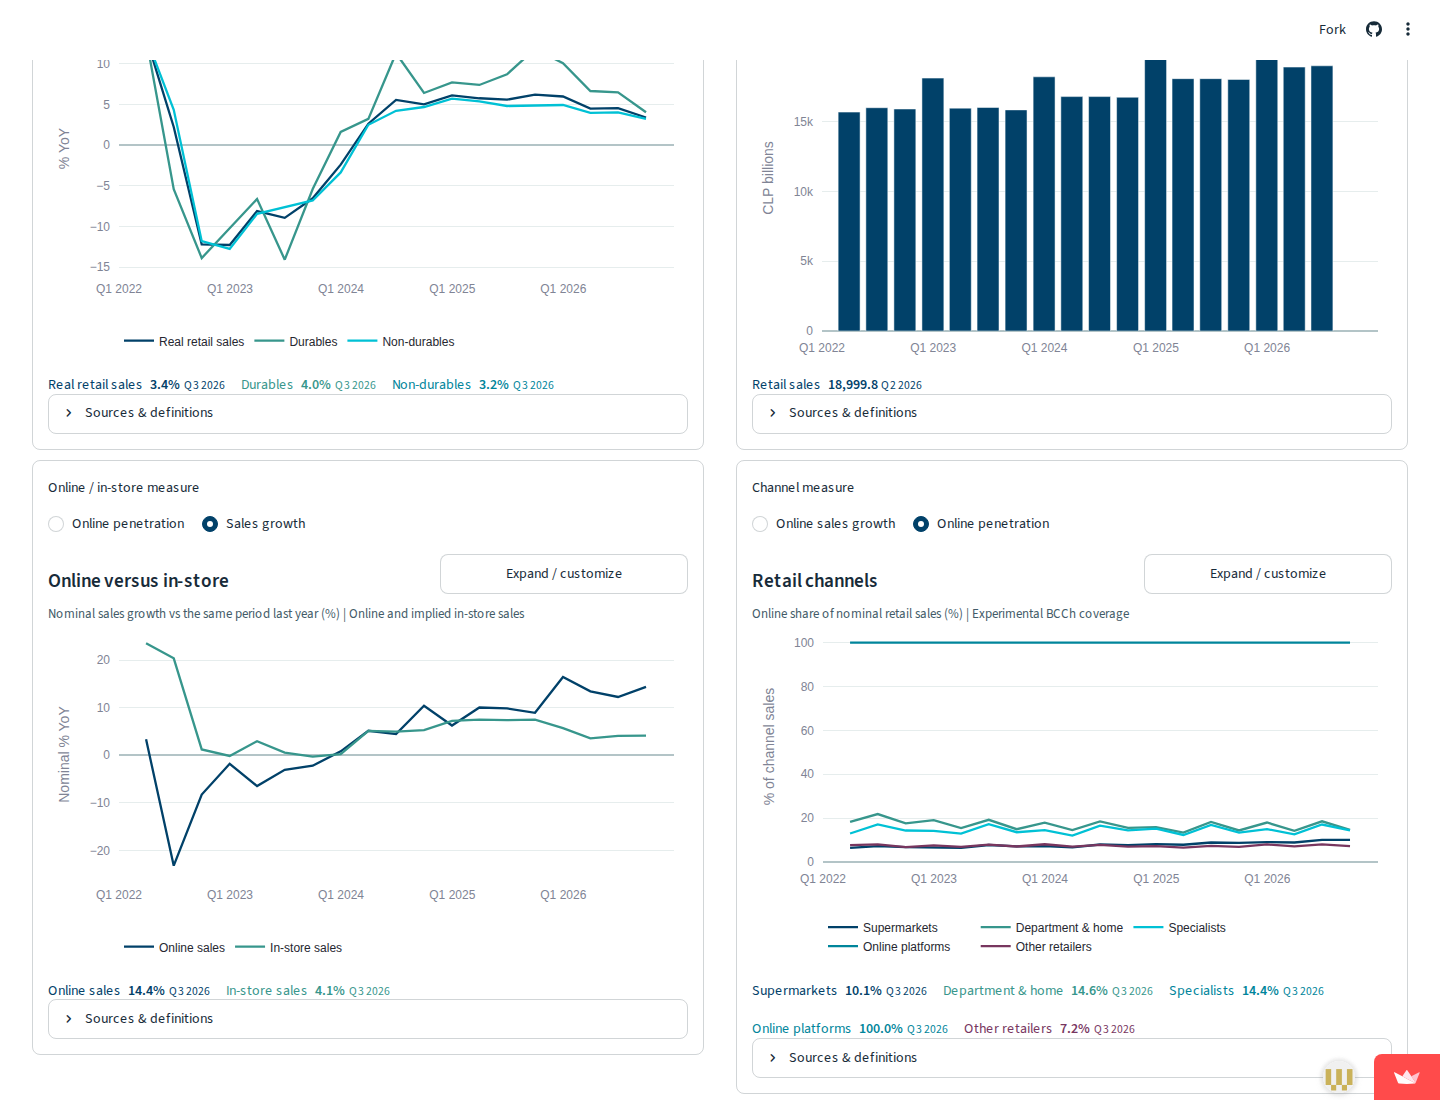 Fork
10
5
0
−5
−10
−15
% YoY
Q1 2022
Q1 2023
Q1 2024
Q1 2025
Q1 2026
Real retail sales
Durables
Non-durables
Real retail sales 3.4% Q3 2026 Durables 4.0% Q3 2026 Non-durables 3.2% Q3 2026
Sources & definitions
15k
10k
5k
0
CLP billions
Q1 2022
Q1 2023
Q1 2024
Q1 2025
Q1 2026
Retail sales 18,999.8 Q2 2026
Sources & definitions
Online / in-store measure
Online penetration
Sales growth
Online versus in-store
Expand / customize
Nominal sales growth vs the same period last year (%) | Online and implied in-store sales
20
10
0
−10
−20
Nominal % YoY
Q1 2022
Q1 2023
Q1 2024
Q1 2025
Q1 2026
Online sales
In-store sales
Online sales 14.4% Q3 2026 In-store sales 4.1% Q3 2026
Sources & definitions
Channel measure
Online sales growth
Online penetration
Retail channels
Expand / customize
Online share of nominal retail sales (%) | Experimental BCCh coverage
100
80
60
40
20
0
% of channel sales
Q1 2022
Q1 2023
Q1 2024
Q1 2025
Q1 2026
Supermarkets
Department & home
Specialists
Online platforms
Other retailers
Supermarkets 10.1% Q3 2026 Department & home 14.6% Q3 2026 Specialists 14.4% Q3 2026
Online platforms 100.0% Q3 2026 Other retailers 7.2% Q3 2026
Sources & definitions